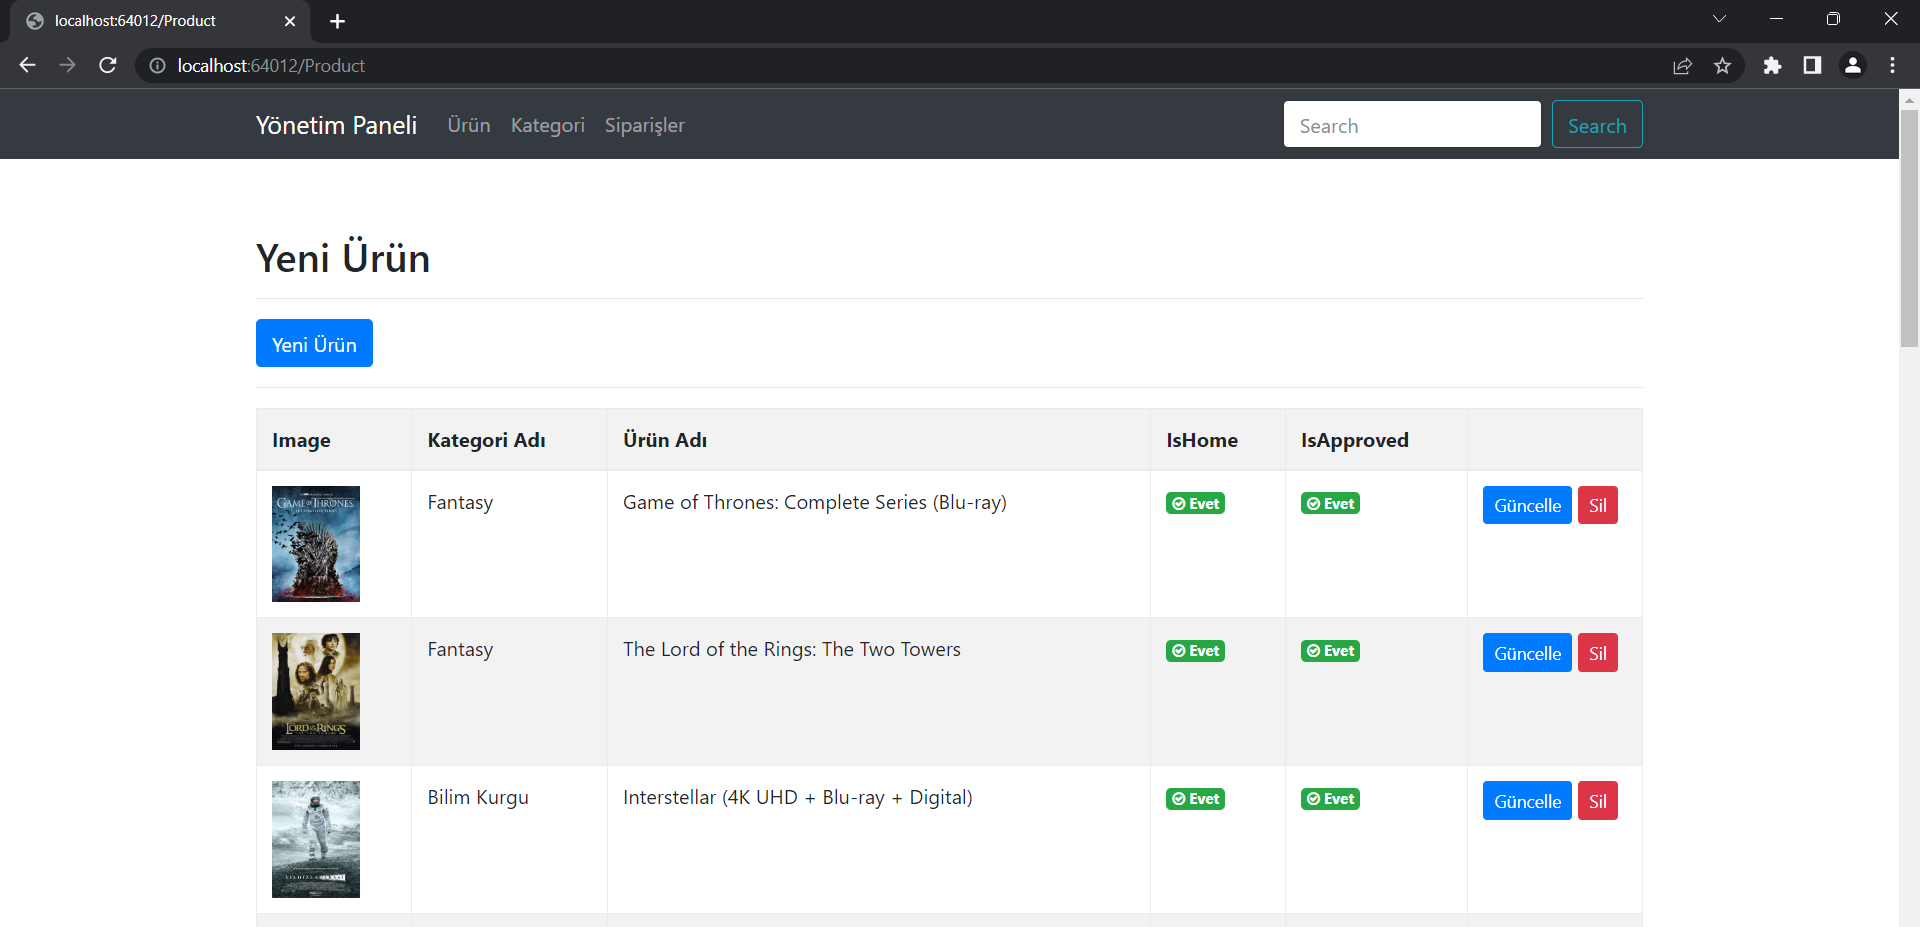 localhost:64012/Product
localhost:64012/Product
Yönetim Paneli Ürün Kategori Siparişler Search Search
Yeni Ürün
Yeni Ürün
Image Kategori Adı Ürün Adı IsHome IsApproved
GAME OF THRONES
Fantasy Game of Thrones: Complete Series (Blu-ray) Evet Evet Güncelle Sil
Fantasy The Lord of the Rings: The Two Towers Evet Evet Güncelle Sil
LORD OF THE RINGS
Bilim Kurgu Interstellar (4K UHD + Blu-ray + Digital) Evet Evet Güncelle Sil